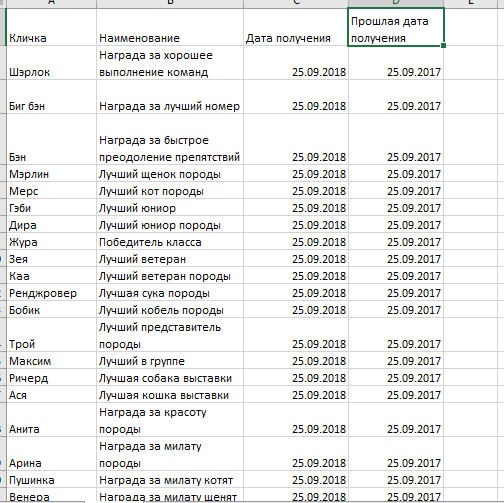 A B C D E
Кличка Наименование Дата получения Прошлая дата
получения
Шэрлок Награда за хорошее
выполнение команд 25.09.2018 25.09.2017
Биг бэн Награда за лучший номер 25.09.2018 25.09.2017
Бэн Награда за быстрое
преодоление препятствий 25.09.2018 25.09.2017
Мэрлин Лучший щенок породы 25.09.2018 25.09.2017
Мерс Лучший кот породы 25.09.2018 25.09.2017
Гэби Лучший юниор 25.09.2018 25.09.2017
Дира Лучший юниор породы 25.09.2018 25.09.2017
Жура Победитель класса 25.09.2018 25.09.2017
Зея Лучший ветеран 25.09.2018 25.09.2017
Каа Лучший ветеран породы 25.09.2018 25.09.2017
Ренджровер Лучшая сука породы 25.09.2018 25.09.2017
Бобик Лучший кобель породы 25.09.2018 25.09.2017
Трой Лучший представитель
породы 25.09.2018 25.09.2017
Максим Лучший в группе 25.09.2018 25.09.2017
Ричерд Лучшая собака выставки 25.09.2018 25.09.2017
Ася Лучшая кошка выставки 25.09.2018 25.09.2017
Анита Награда за красоту
породы 25.09.2018 25.09.2017
Арина Награда за милату
породы 25.09.2018 25.09.2017
Пушинка Награда за милату котят 25.09.2018 25.09.2017
Венера Награда за милату щенят 25.09.2018 25.09.2017